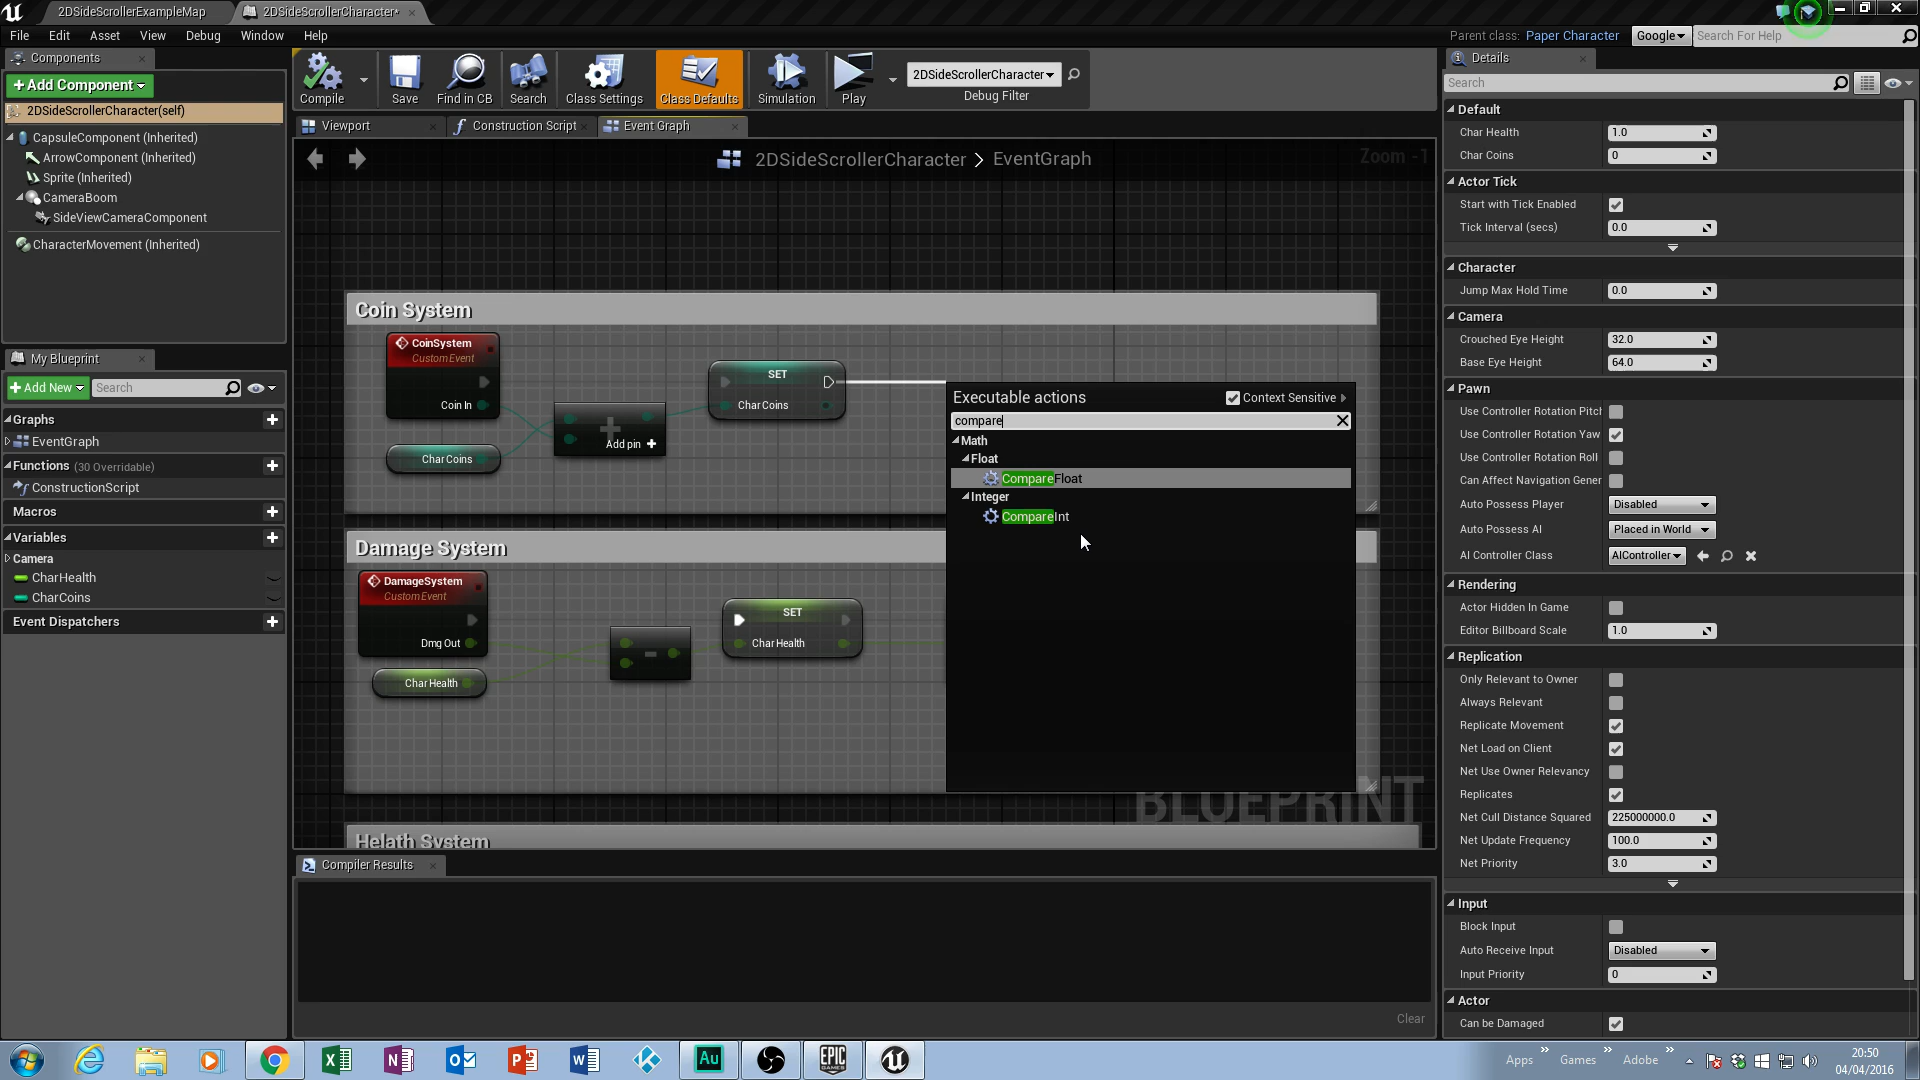 2DSideScrollerExampleMap
2DSideScrollerCharacter*
File Edit Asset View Debug Window Help
Parent class: Paper Character
Google
Search For Help
Components
+Add Component
2DSideScrollerCharacter(self)
CapsuleComponent (Inherited)
ArrowComponent (Inherited)
Sprite (Inherited)
CameraBoom
SideViewCameraComponent
CharacterMovement (Inherited)
My Blueprint
+Add New
Search
Graphs
EventGraph
Functions (30 Overridable)
ConstructionScript
Macros
Variables
Camera
CharHealth
CharCoins
Event Dispatchers
Compile
Save
Find in CB
Search
Class Settings
Class Defaults
Simulation
Play
2DSideScrollerCharacter
Debug Filter
Viewport
Construction Script
Event Graph
2DSideScrollerCharacter > EventGraph
Zoom -1
Coin System
CoinSystem
Custom Event
Coin In
Char Coins
Add pin +
SET
Char Coins
Executable actions
Context Sensitive
compare
Math
Float
CompareFloat
Integer
CompareInt
Damage System
DamageSystem
Custom Event
Dmg Out
Char Health
SET
Char Health
BLUEPRINT
Helath System
Compiler Results
Clear
Details
Search
Default
Char Health 1.0
Char Coins 0
Actor Tick
Start with Tick Enabled
Tick Interval (secs) 0.0
Character
Jump Max Hold Time 0.0
Camera
Crouched Eye Height 32.0
Base Eye Height 64.0
Pawn
Use Controller Rotation Pitch
Use Controller Rotation Yaw
Use Controller Rotation Roll
Can Affect Navigation Gener
Auto Possess Player Disabled
Auto Possess AI Placed in World
AI Controller Class AIController
Rendering
Actor Hidden In Game
Editor Billboard Scale 1.0
Replication
Only Relevant to Owner
Always Relevant
Replicate Movement
Net Load on Client
Net Use Owner Relevancy
Replicates
Net Cull Distance Squared 225000000.0
Net Update Frequency 100.0
Net Priority 3.0
Input
Block Input
Auto Receive Input Disabled
Input Priority 0
Actor
Can be Damaged
Au
EPIC
GAMES
Apps
Games
Adobe
20:50
04/04/2016